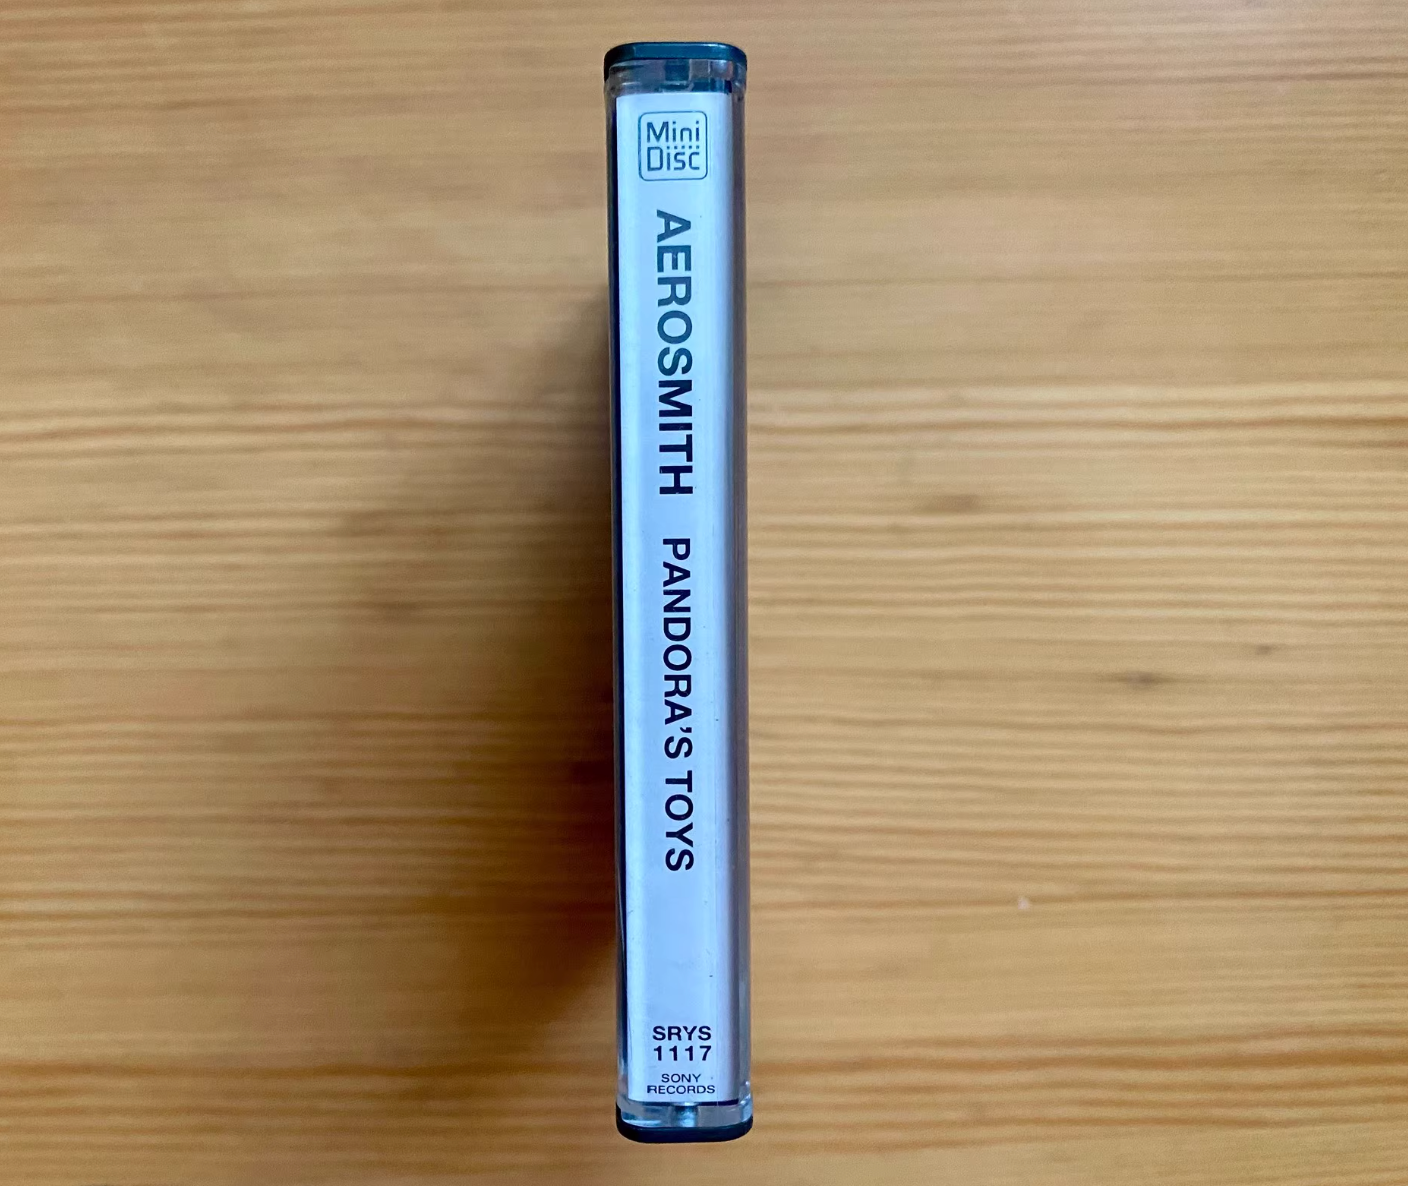 Mini
Disc
AEROSMITH PANDORA'S TOYS
SRYS
1117
SONY
RECORDS